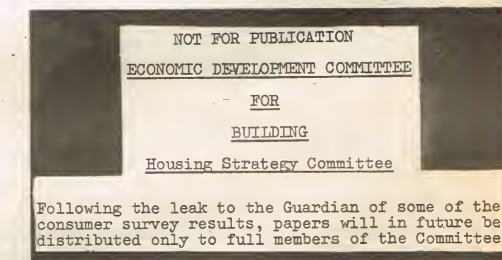 NOT FOR PUBLICATION
ECONOMIC DEVELOPMENT COMMITTEE
FOR
BUILDING
Housing Strategy Committee
Following the leak to the Guardian of some of the
consumer survey results, papers will in future be
distributed only to full members of the Committee